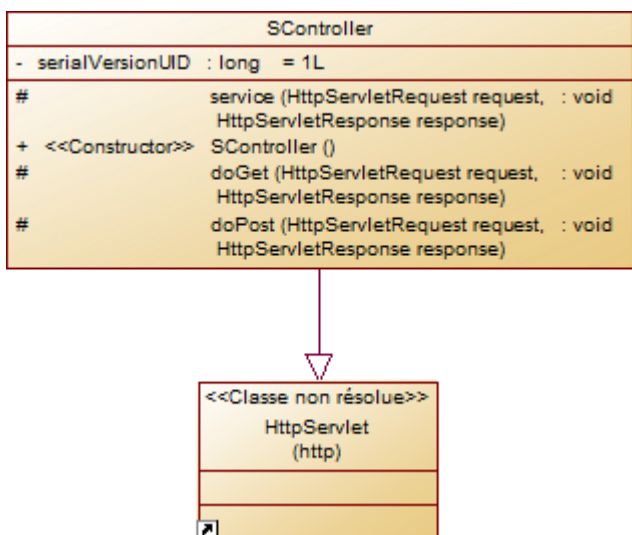 SController
- serialVersionUID : long = 1L
# service (HttpServletRequest request, : void
HttpServletResponse response)
+ <<Constructor>> SController ()
# doGet (HttpServletRequest request, : void
HttpServletResponse response)
# doPost (HttpServletRequest request, : void
HttpServletResponse response)
<<Classe non résolue>>
HttpServlet
(http)